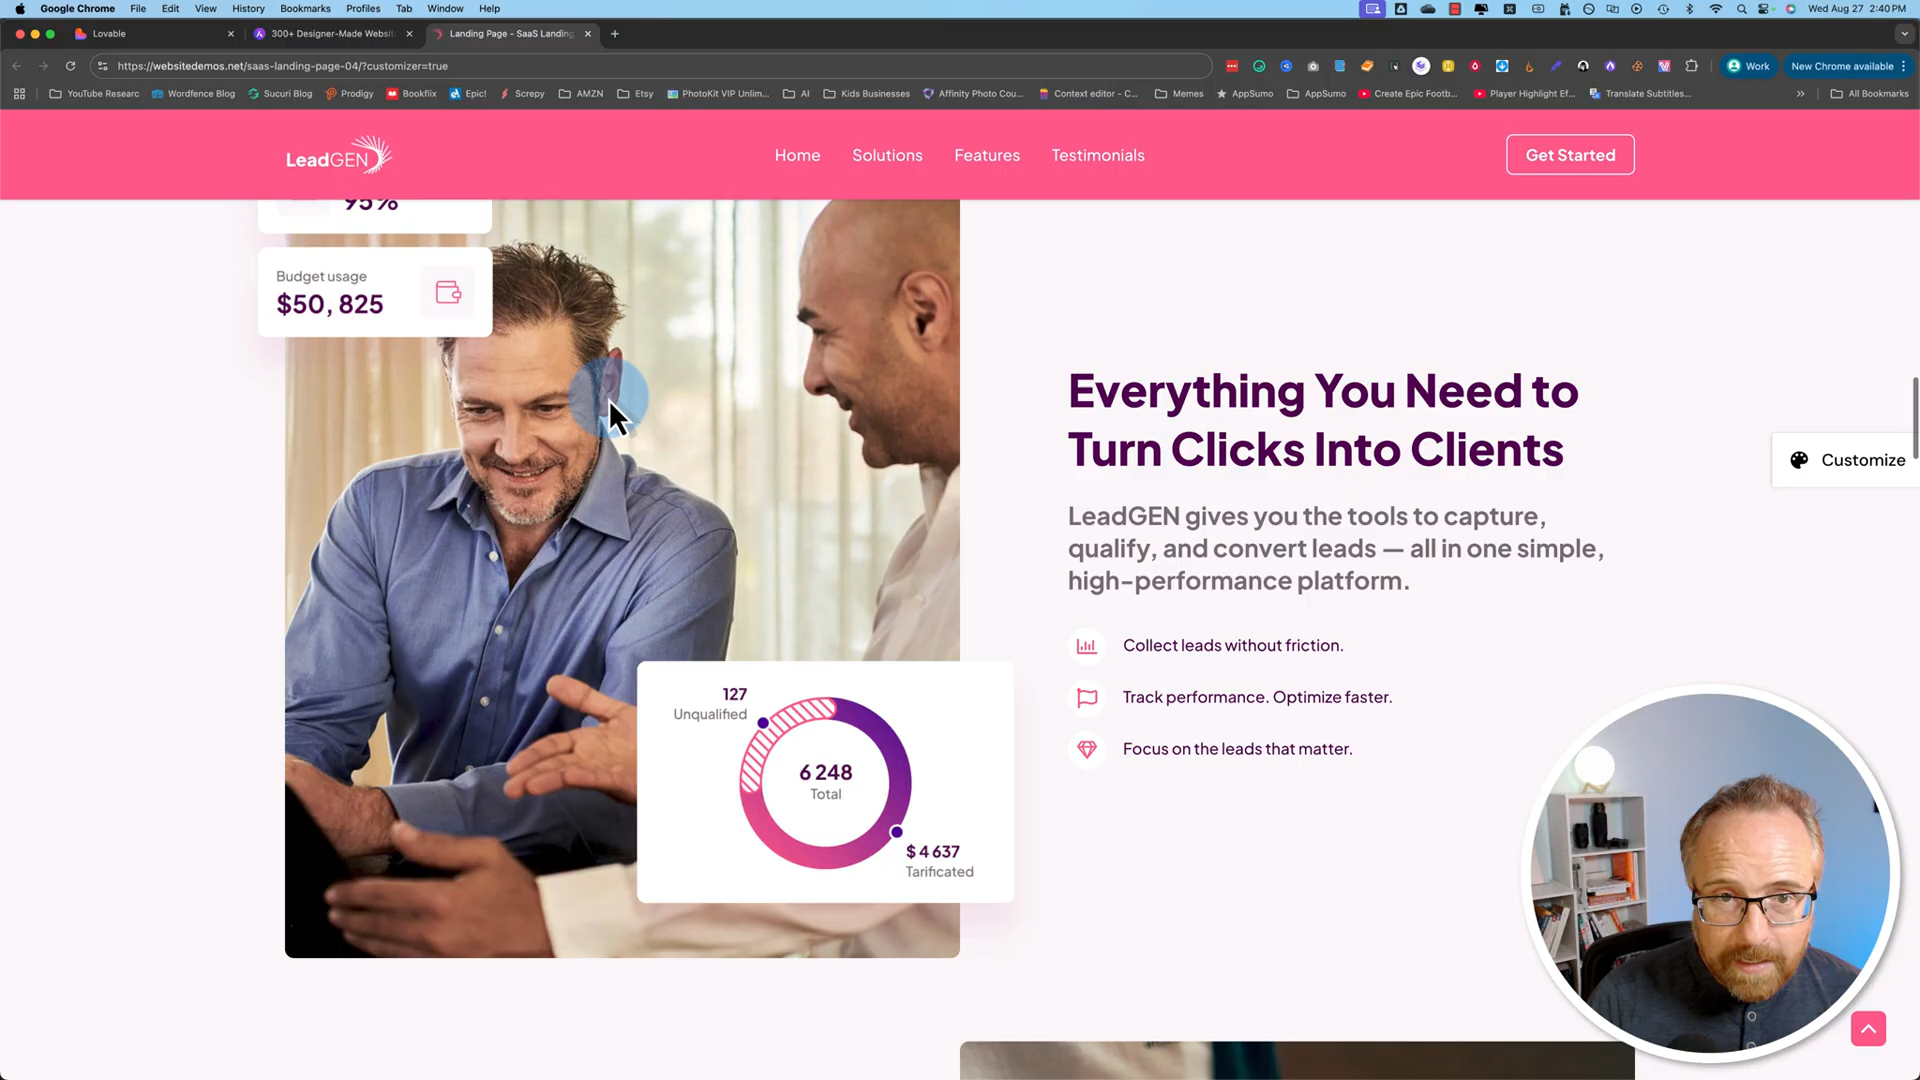 Google Chrome File Edit View History Bookmarks Profiles Tab Window Help Wed Aug 27 2:40 PM
Lovable 300+ Designer-Made Websi Landing Page - SaaS Landing
https://websitedemos.net/saas-landing-page-04/?customizer=true Work New Chrome available
YouTube Researc Wordfence Blog Sucuri Blog Prodigy Bookflix Epic! Screpy AMZN Etsy PhotoKit VIP Unlim... AI Kids Businesses Affinity Photo Cou... Context editor - C... Memes AppSumo AppSumo Create Epic Footb... Player Highlight Ef... Translate Subtitles... » All Bookmarks
LeadGEN Home Solutions Features Testimonials Get Started
95%
Budget usage
$50, 825
Everything You Need to
Turn Clicks Into Clients
Customize
LeadGEN gives you the tools to capture,
qualify, and convert leads — all in one simple,
high-performance platform.
Collect leads without friction.
Track performance. Optimize faster.
Focus on the leads that matter.
127
Unqualified
6 248
Total
$ 4 637
Tarificated